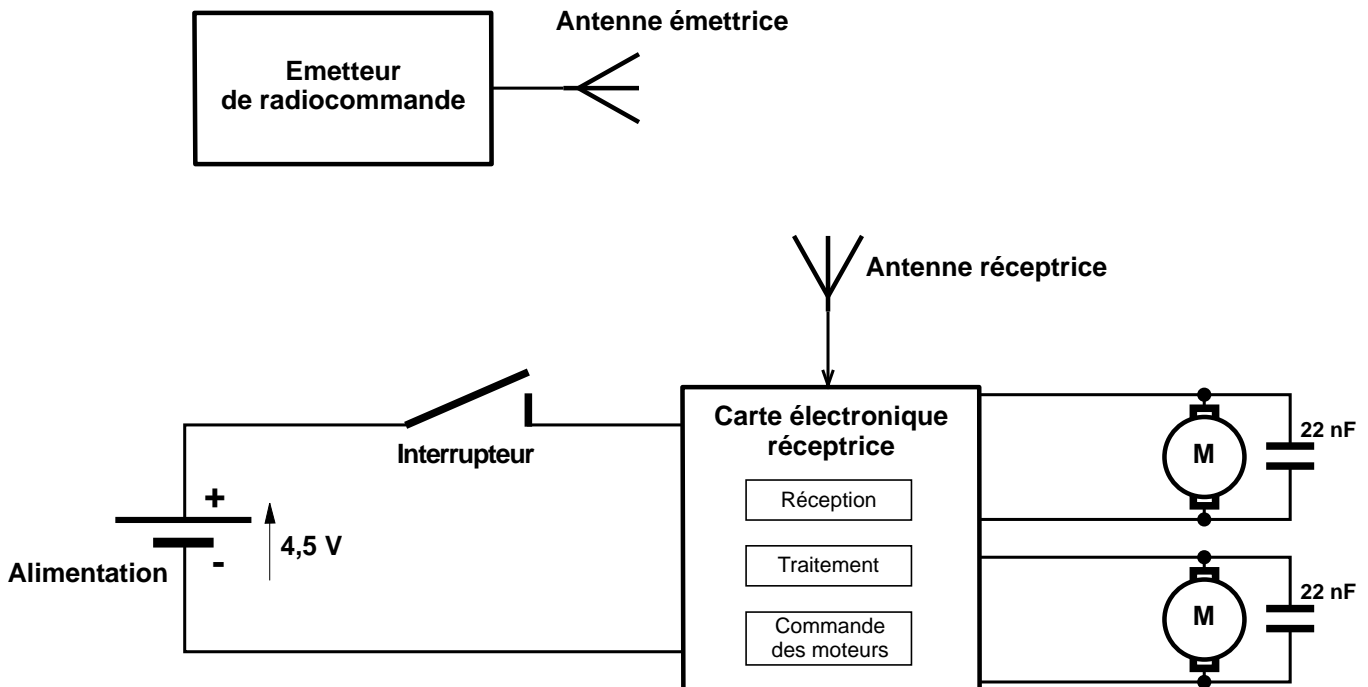 Antenne émettrice
Emetteur
de radiocommande
Antenne réceptrice
Carte électronique
réceptrice
Interrupteur
22 nF
M
Réception
+
4,5 V
-
Alimentation
Traitement
22 nF
M
Commande
des moteurs